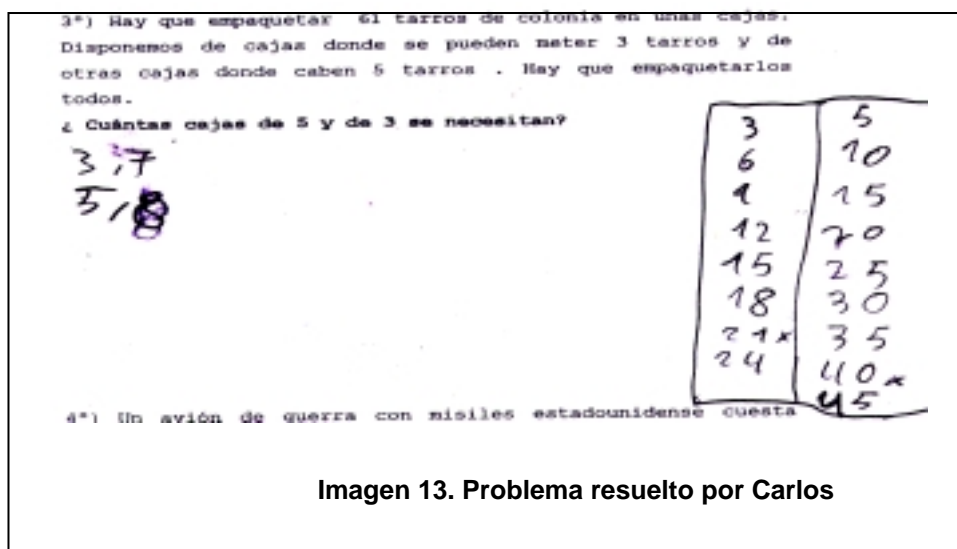 3º) Hay que empaquetar 61 tarros de colonia en unas cajas.
Disponemos de cajas donde se pueden meter 3 tarros y de
otras cajas donde caben 5 tarros . Hay que empaquetarlos
todos.
¿ Cuántas cajas de 5 y de 3 se necesitan?
3 , 7
5 , 8
3 5
6 10
9 15
12 20
15 25
18 30
21 x 35
24 40 x
45
4º) Un avión de guerra con misiles estadounidense cuesta
Imagen 13. Problema resuelto por Carlos